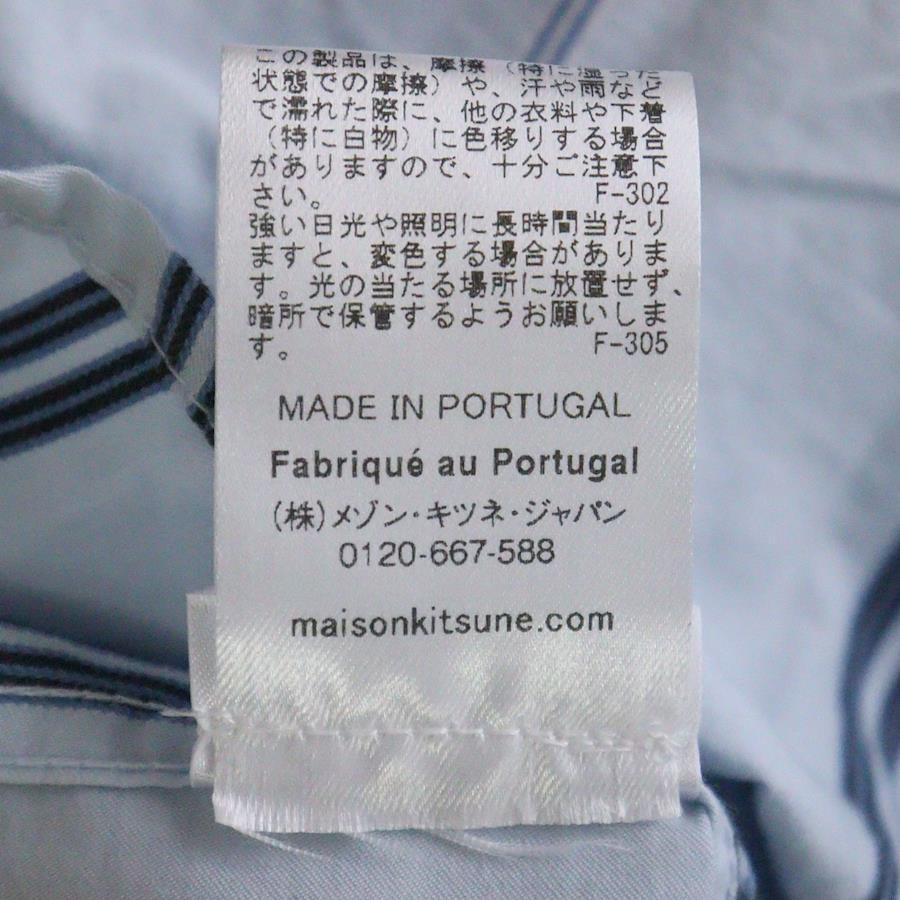 この製品は、摩擦（特に湿った
状態での摩擦）や、汗や雨など
で濡れた際に、他の衣料や下着
（特に白物）に色移りする場合
がありますので、十分ご注意下
さい。 F-302
強い日光や照明に長時間当たり
ますと、変色する場合がありま
す。光の当たる場所に放置せず、
暗所で保管するようお願いしま
す。 F-305
MADE IN PORTUGAL
Fabriqué au Portugal
(株)メゾン・キツネ・ジャパン
0120-667-588
maisonkitsune.com